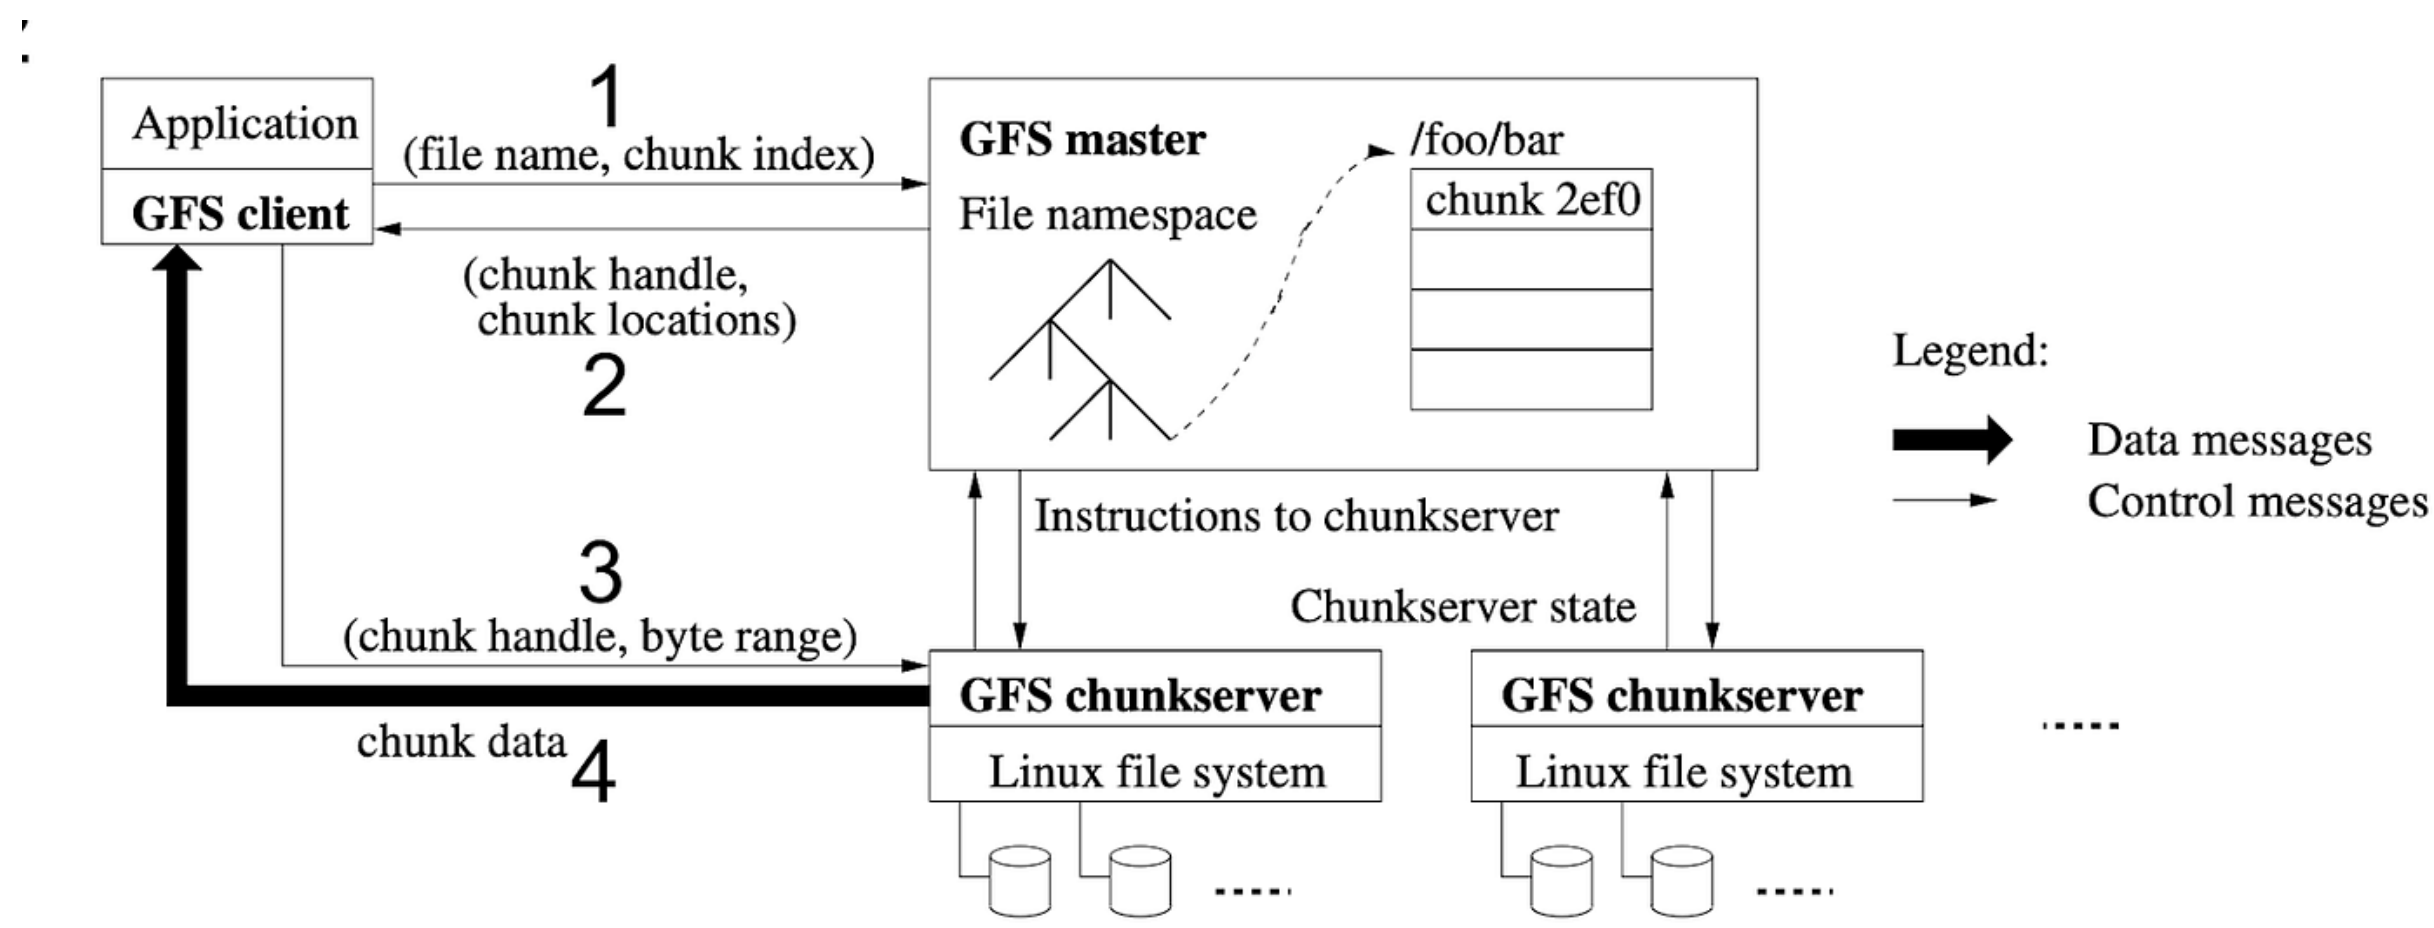 1
Application
(file name, chunk index)
GFS client
(chunk handle,
chunk locations)
2
GFS master
/foo/bar
File namespace
chunk 2ef0
Legend:
Data messages
Control messages
Instructions to chunkserver
Chunkserver state
3
(chunk handle, byte range)
chunk data
4
GFS chunkserver
Linux file system
GFS chunkserver
Linux file system